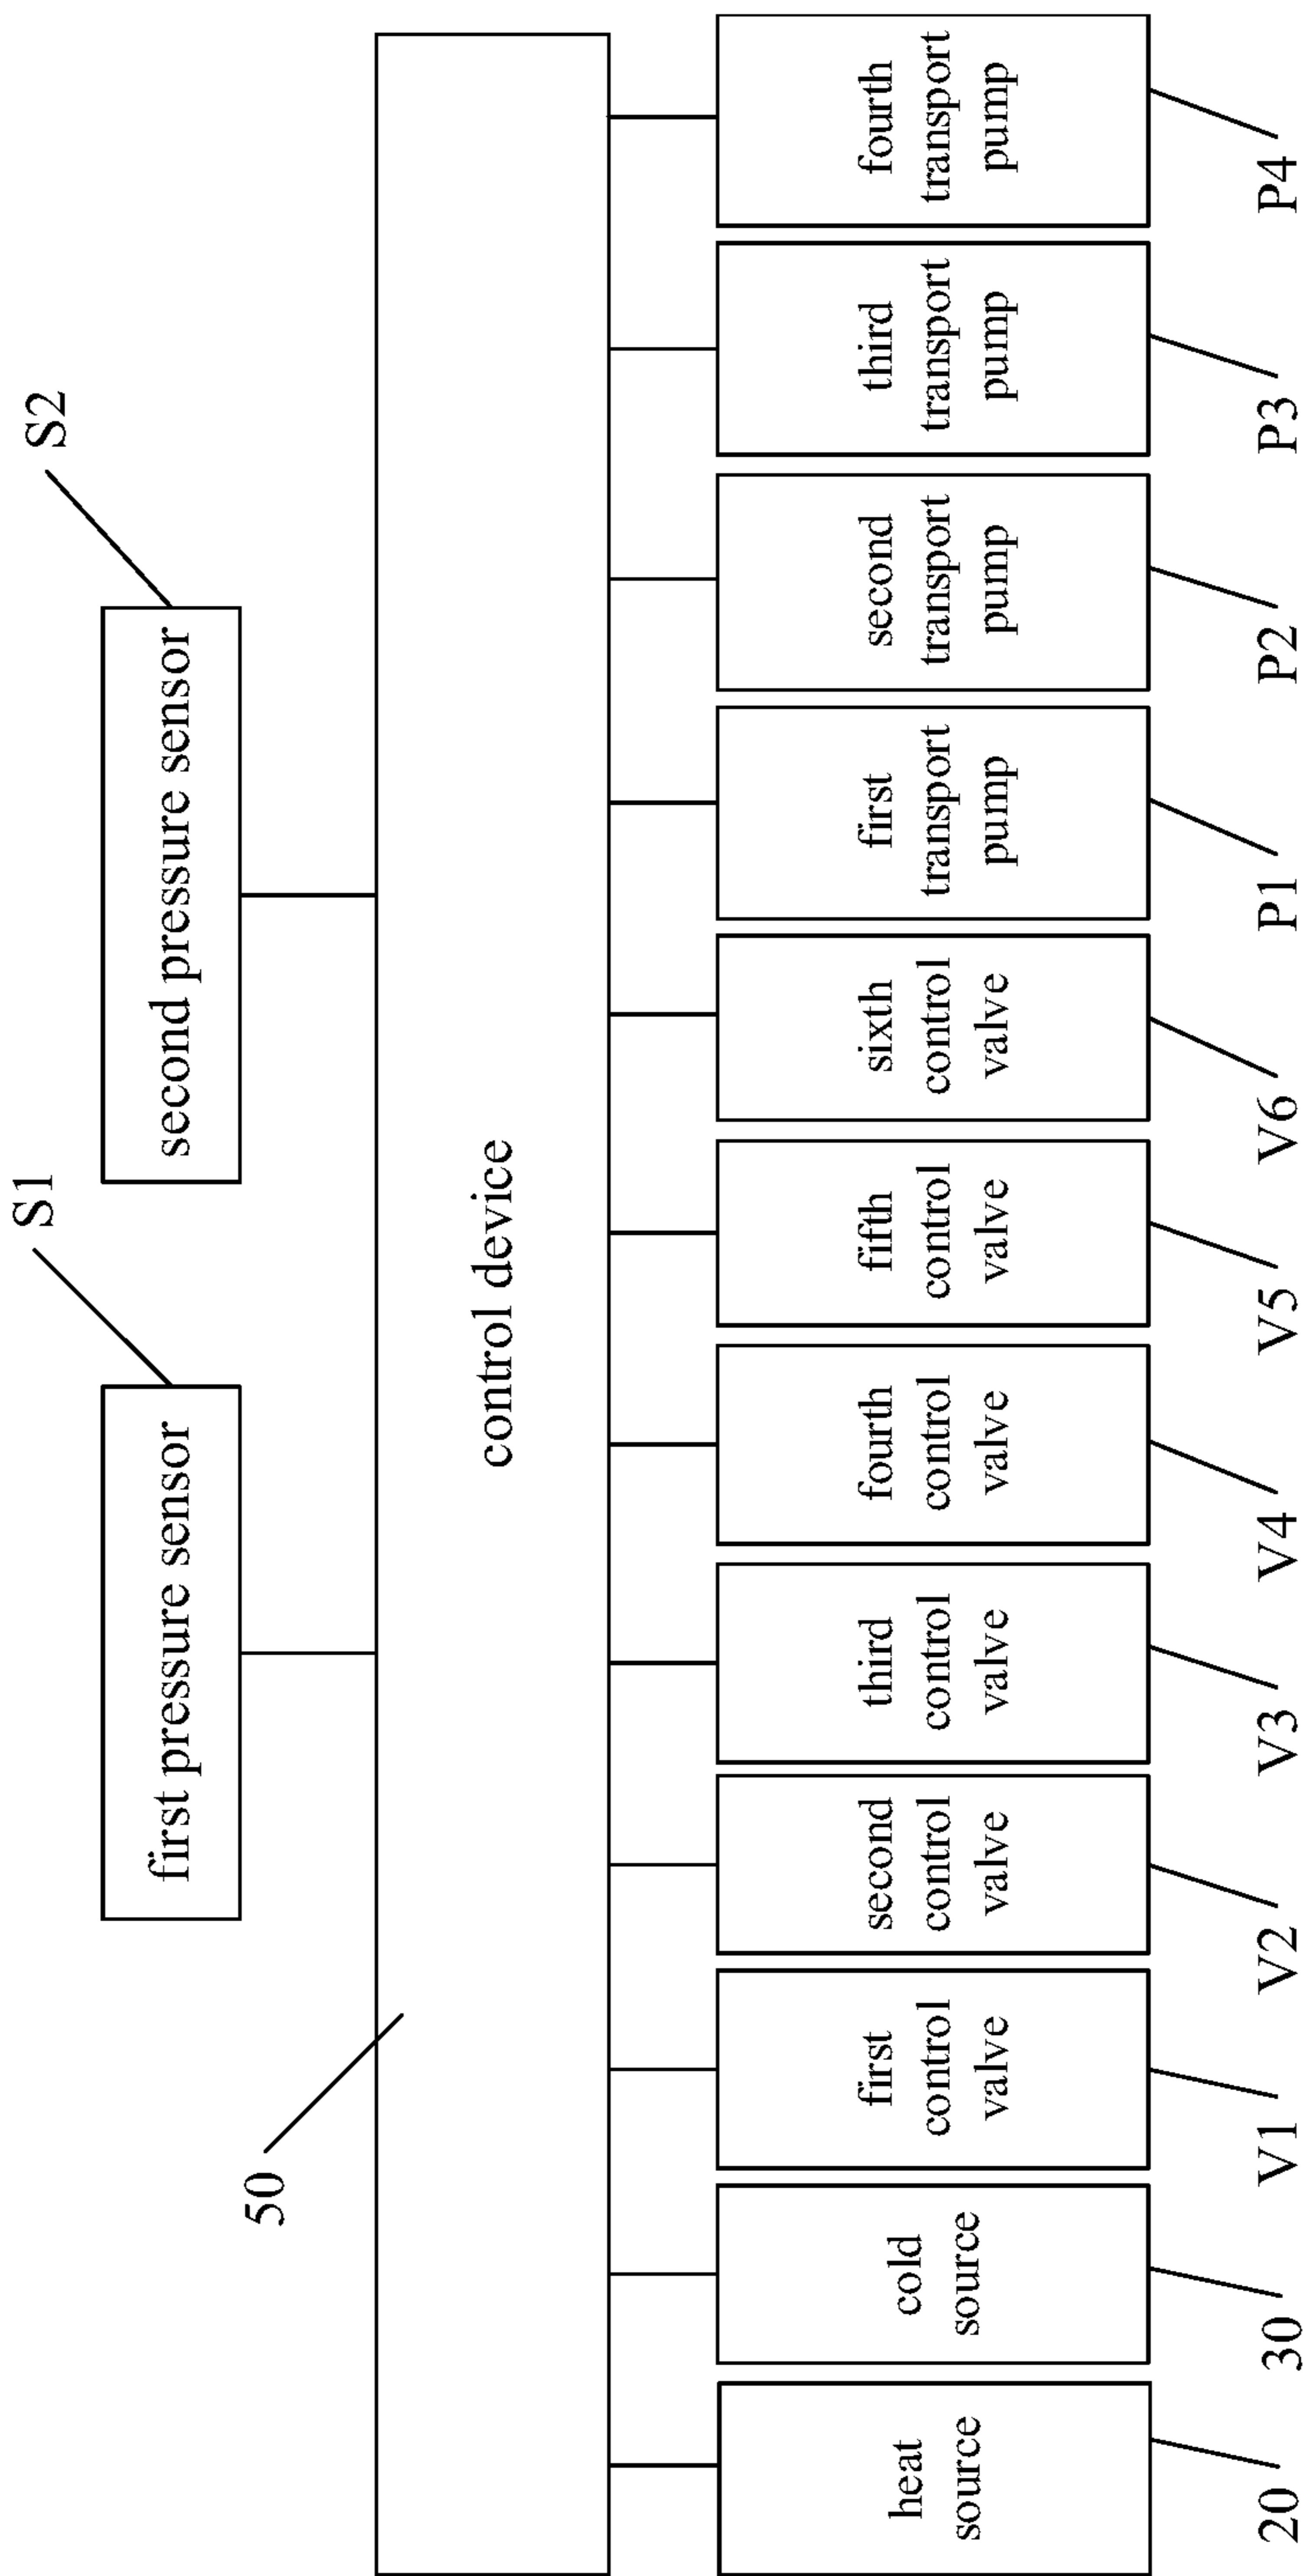 S1
S2
first pressure sensor
second pressure sensor
50
control device
heat
source
cold
source
first
control
valve
second
control
valve
third
control
valve
fourth
control
valve
fifth
control
valve
sixth
control
valve
first
transport
pump
second
transport
pump
third
transport
pump
fourth
transport
pump
20
30
V1
V2
V3
V4
V5
V6
P1
P2
P3
P4